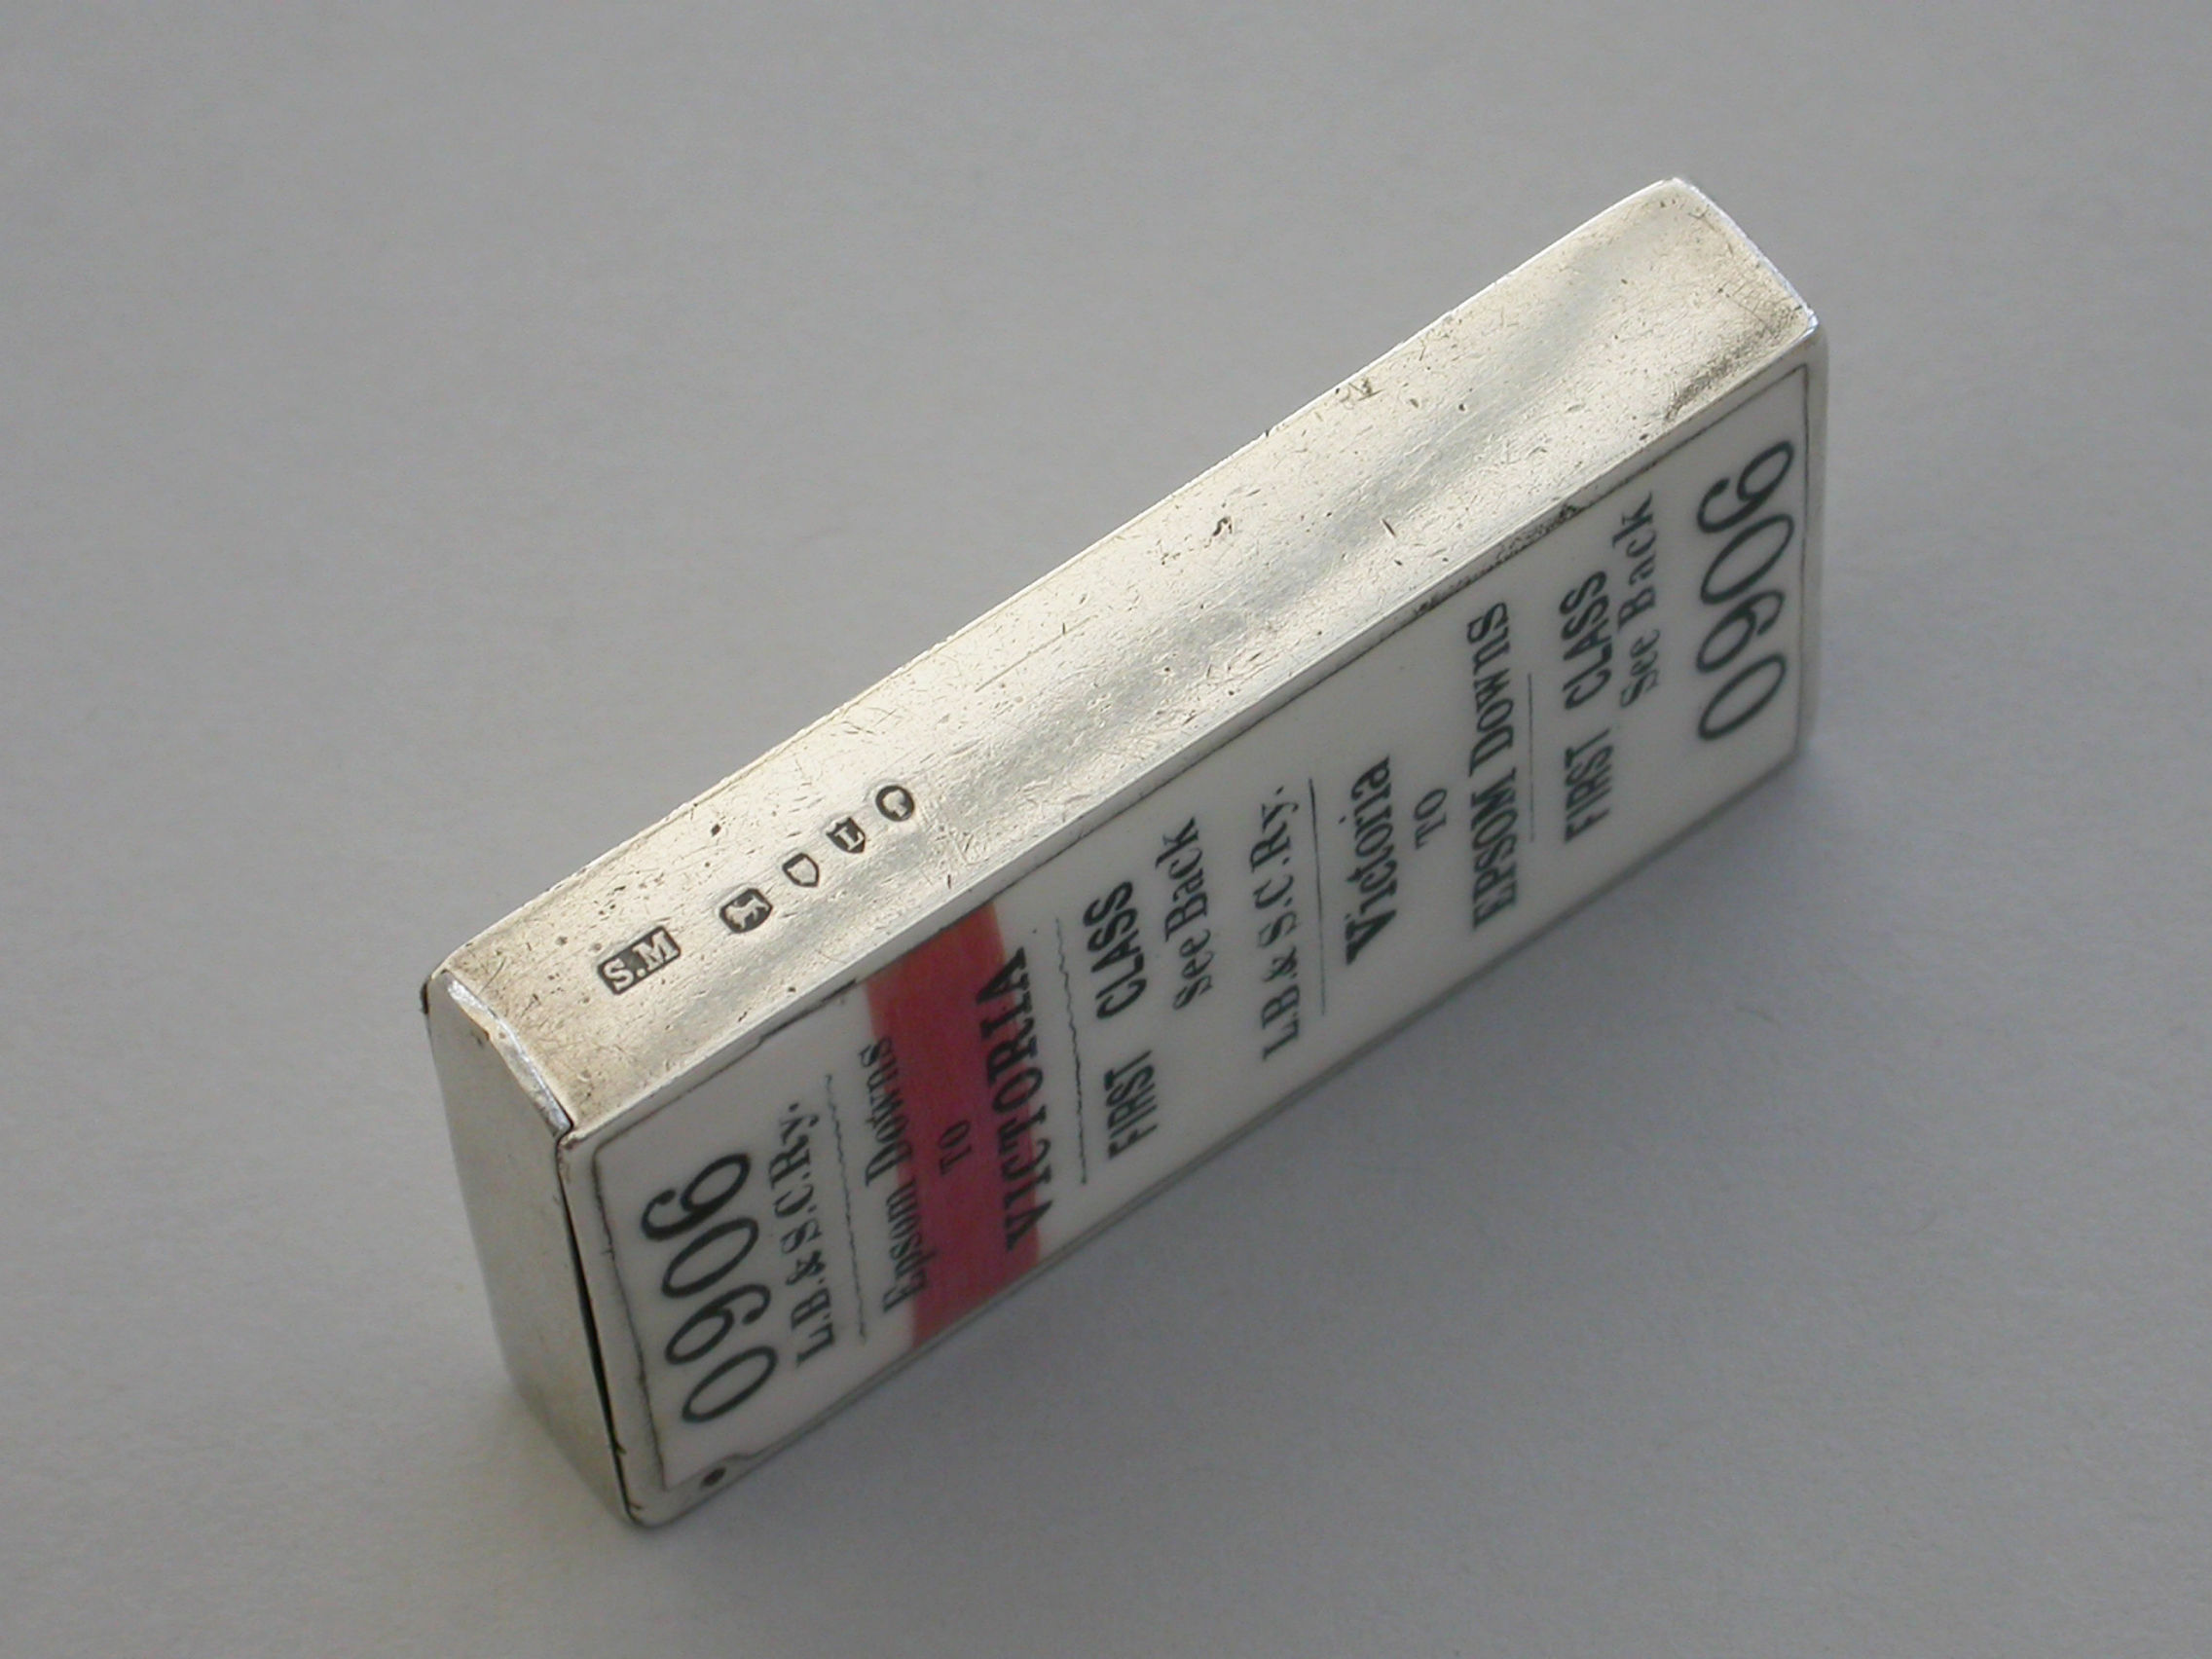 S.M
L
0906
L.B.& S.C.Ry.
Epsom Downs
TO
VICTORIA
FIRST CLASS
See Back
L.B.& S.C.Ry.
Victoria
TO
EPSOM DOWNS
FIRST CLASS
See Back
0906